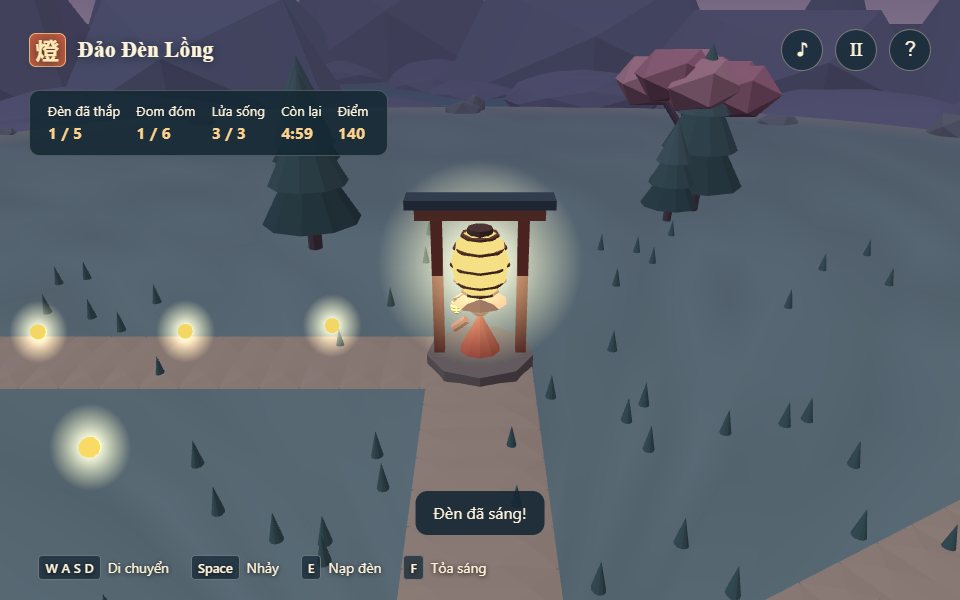 燈 Đảo Đèn Lồng
♪ II ?
Đèn đã thắp Đom đóm Lửa sống Còn lại Điểm
1 / 5 1 / 6 3 / 3 4:59 140
Đèn đã sáng!
W A S D Di chuyển Space Nhảy E Nạp đèn F Tỏa sáng